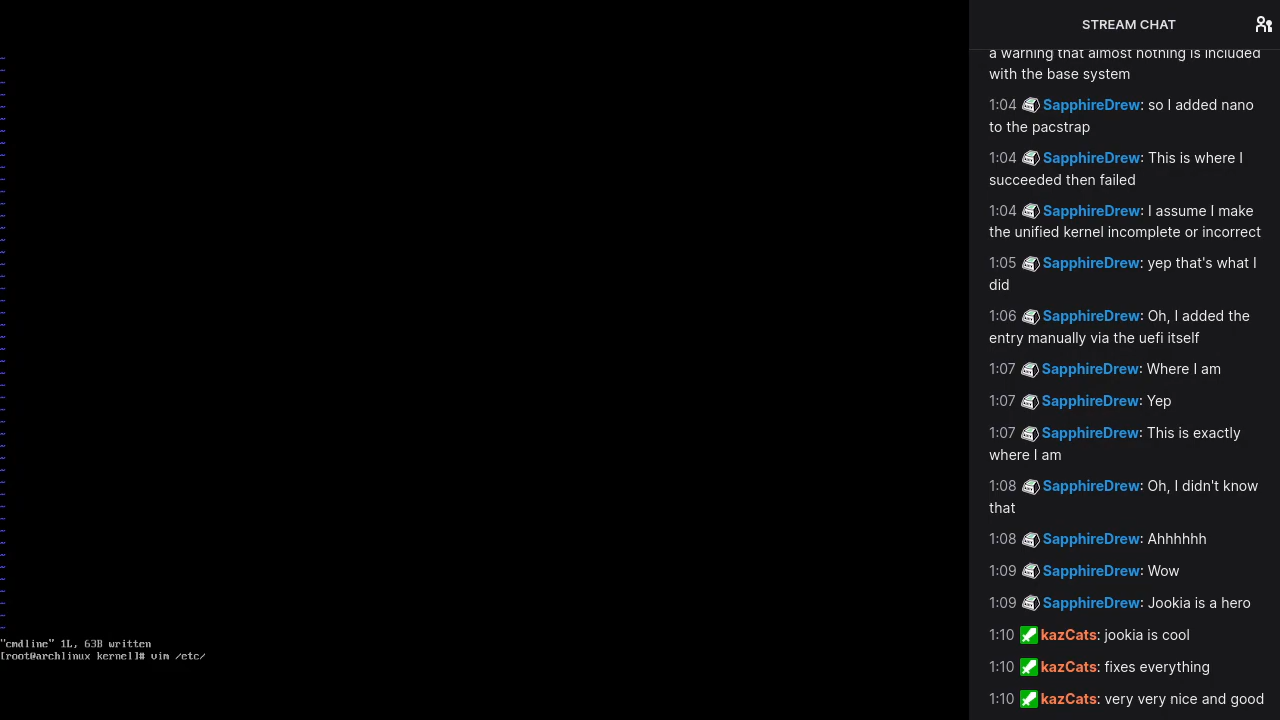 "cmdline" 1L, 63B written
[root@archlinux kernel]# vim /etc/
STREAM CHAT
a warning that almost nothing is included
with the base system
1:04 SapphireDrew: so I added nano
to the pacstrap
1:04 SapphireDrew: This is where I
succeeded then failed
1:04 SapphireDrew: I assume I make
the unified kernel incomplete or incorrect
1:05 SapphireDrew: yep that's what I
did
1:06 SapphireDrew: Oh, I added the
entry manually via the uefi itself
1:07 SapphireDrew: Where I am
1:07 SapphireDrew: Yep
1:07 SapphireDrew: This is exactly
where I am
1:08 SapphireDrew: Oh, I didn't know
that
1:08 SapphireDrew: Ahhhhhh
1:09 SapphireDrew: Wow
1:09 SapphireDrew: Jookia is a hero
1:10 kazCats: jookia is cool
1:10 kazCats: fixes everything
1:10 kazCats: very very nice and good